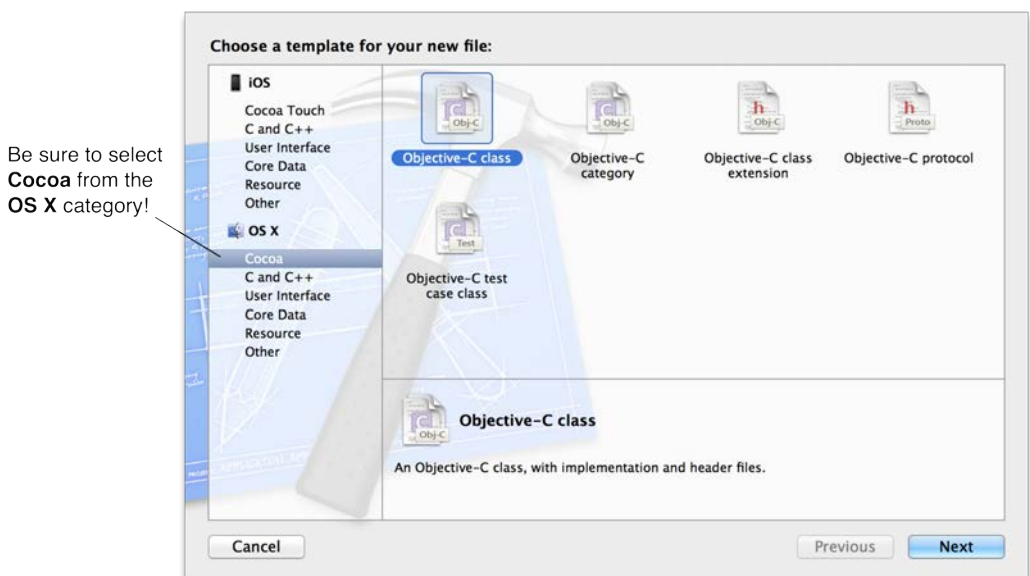 Choose a template for your new file:
Be sure to select
Cocoa from the
OS X category!
iOS
Cocoa Touch
C and C++
User Interface
Core Data
Resource
Other
OS X
Cocoa
C and C++
User Interface
Core Data
Resource
Other
Obj-C
Objective-C class
Obj-C
Objective-C
category
h
Obj-C
Objective-C class
extension
h
Proto
Objective-C protocol
Test
Objective-C test
case class
Obj-C
Objective-C class
An Objective-C class, with implementation and header files.
Cancel
Previous
Next